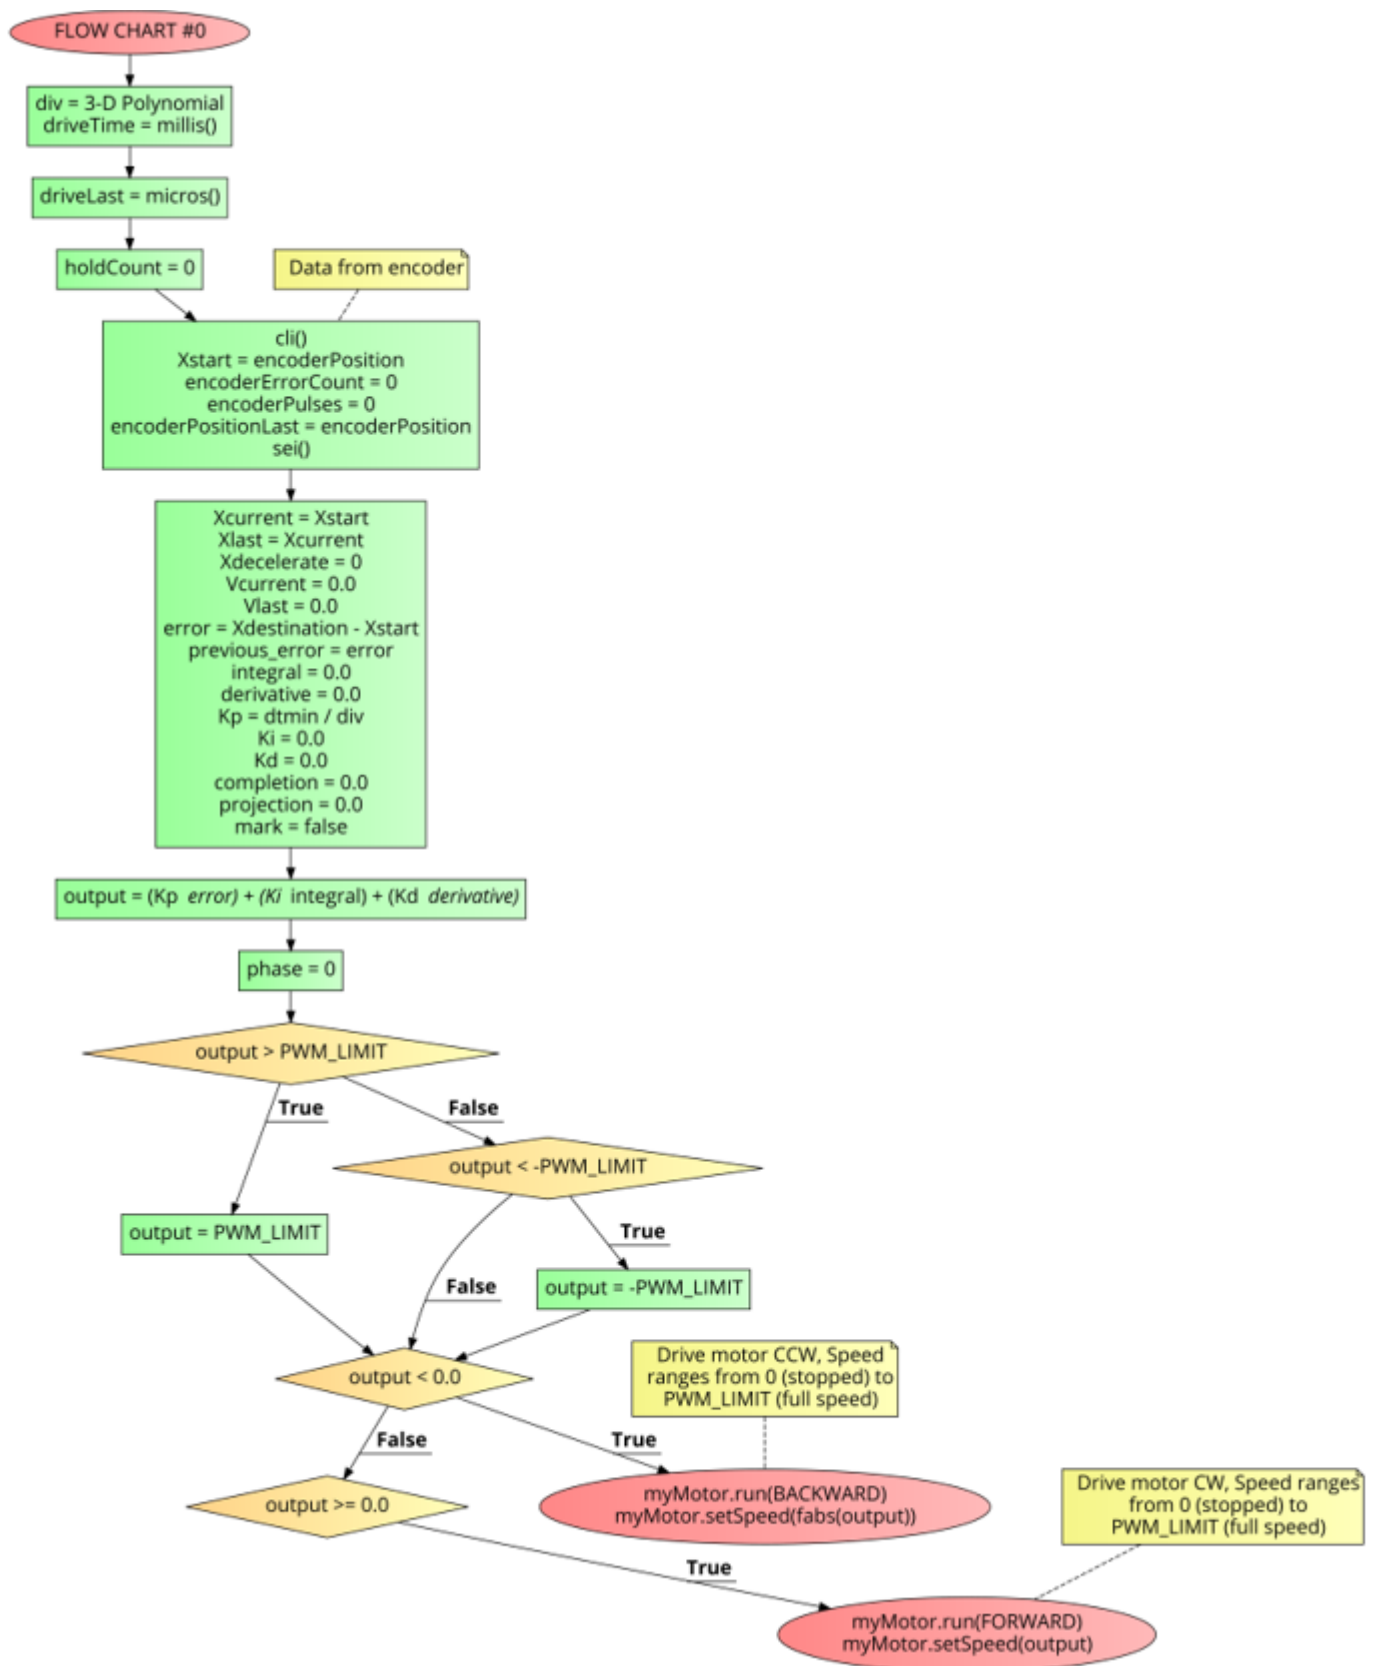 FLOW CHART #0
div = 3-D Polynomial
driveTime = millis()
driveLast = micros()
holdCount = 0
Data from encoder
cli()
Xstart = encoderPosition
encoderErrorCount = 0
encoderPulses = 0
encoderPositionLast = encoderPosition
sei()
Xcurrent = Xstart
Xlast = Xcurrent
Xdecelerate = 0
Vcurrent = 0.0
Vlast = 0.0
error = Xdestination - Xstart
previous_error = error
integral = 0.0
derivative = 0.0
Kp = dtmin / div
Ki = 0.0
Kd = 0.0
completion = 0.0
projection = 0.0
mark = false
output = (Kp error) + (Ki integral) + (Kd derivative)
phase = 0
output > PWM_LIMIT
True
False
output < -PWM_LIMIT
output = PWM_LIMIT
True
False
output = -PWM_LIMIT
output < 0.0
Drive motor CCW, Speed
ranges from 0 (stopped) to
PWM_LIMIT (full speed)
False
True
output >= 0.0
myMotor.run(BACKWARD)
myMotor.setSpeed(fabs(output))
Drive motor CW, Speed ranges
from 0 (stopped) to
PWM_LIMIT (full speed)
True
myMotor.run(FORWARD)
myMotor.setSpeed(output)